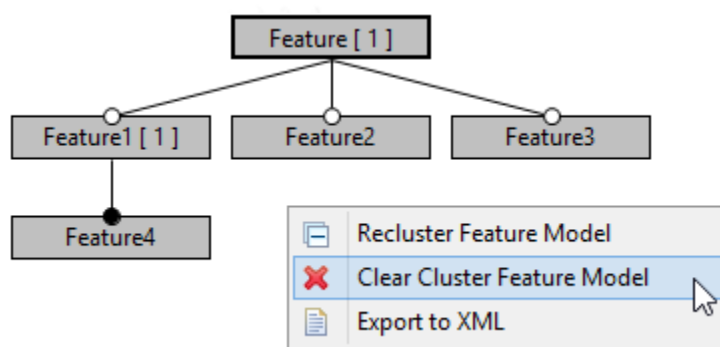 Feature [ 1 ]
Feature1 [ 1 ]
Feature2
Feature3
Feature4
Recluster Feature Model
Clear Cluster Feature Model
Export to XML